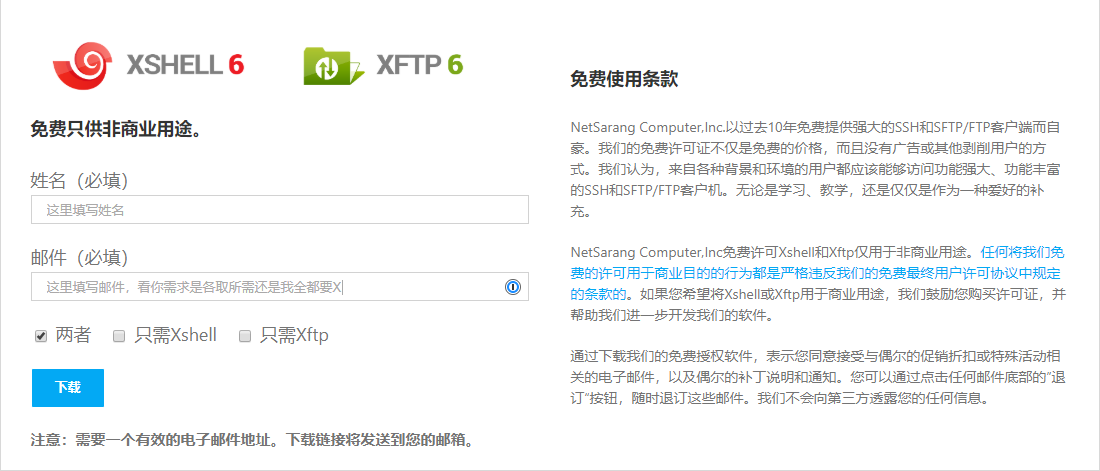 XSHELL 6
XFTP 6
免费只供非商业用途。
姓名（必填）
这里填写姓名
邮件（必填）
这里填写邮件，看你需求是各取所需还是我全都要X
两者 只需Xshell 只需Xftp
下载
注意：需要一个有效的电子邮件地址。下载链接将发送到您的邮箱。
免费使用条款
NetSarang Computer,Inc.以过去10年免费提供强大的SSH和SFTP/FTP客户端而自
豪。我们的免费许可证不仅是免费的价格，而且没有广告或其他剥削用户的方
式。我们认为，来自各种背景和环境的用户都应该能够访问功能强大、功能丰富
的SSH和SFTP/FTP客户机。无论是学习、教学，还是仅仅是作为一种爱好的补
充。
NetSarang Computer,Inc免费许可Xshell和Xftp仅用于非商业用途。任何将我们免
费的许可用于商业目的的行为都是严格违反我们的免费最终用户许可协议中规定
的条款的。如果您希望将Xshell或Xftp用于商业用途，我们鼓励您购买许可证，并
帮助我们进一步开发我们的软件。
通过下载我们的免费授权软件，表示您同意接受与偶尔的促销折扣或特殊活动相
关的电子邮件，以及偶尔的补丁说明和通知。您可以通过点击任何邮件底部的“退
订”按钮，随时退订这些邮件。我们不会向第三方透露您的任何信息。